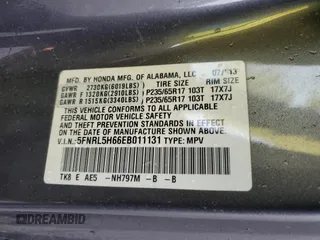 MFD. BY HONDA MFG. OF ALABAMA, LLC 07/13
GVWR 2730KG(6019LBS) TIRE SIZE RIM SIZE
GAWR F 1320KG(2910LBS) P235/65R17 103T 17X7J
GAWR R 1515KG(3340LBS) P235/65R17 103T 17X7J
THIS VEHICLE CONFORMS TO ALL APPLICABLE
FEDERAL MOTOR VEHICLE SAFETY AND
THEFT PREVENTION STANDARDS IN EFFECT ON
THE DATE OF MANUFACTURE SHOWN ABOVE.
V.I.N.: 5FNRL5H66EB011131 TYPE: MPV
TK8 E AE5 -NH797M -B -B
DREAMBID